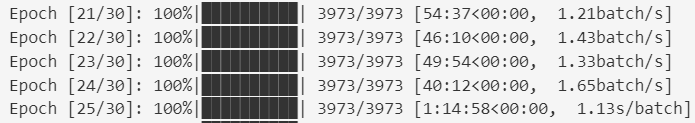 Epoch [21/30]: 100%|██████████| 3973/3973 [54:37<00:00,  1.21batch/s]
Epoch [22/30]: 100%|██████████| 3973/3973 [46:10<00:00,  1.43batch/s]
Epoch [23/30]: 100%|██████████| 3973/3973 [49:54<00:00,  1.33batch/s]
Epoch [24/30]: 100%|██████████| 3973/3973 [40:12<00:00,  1.65batch/s]
Epoch [25/30]: 100%|██████████| 3973/3973 [1:14:58<00:00,  1.13s/batch]